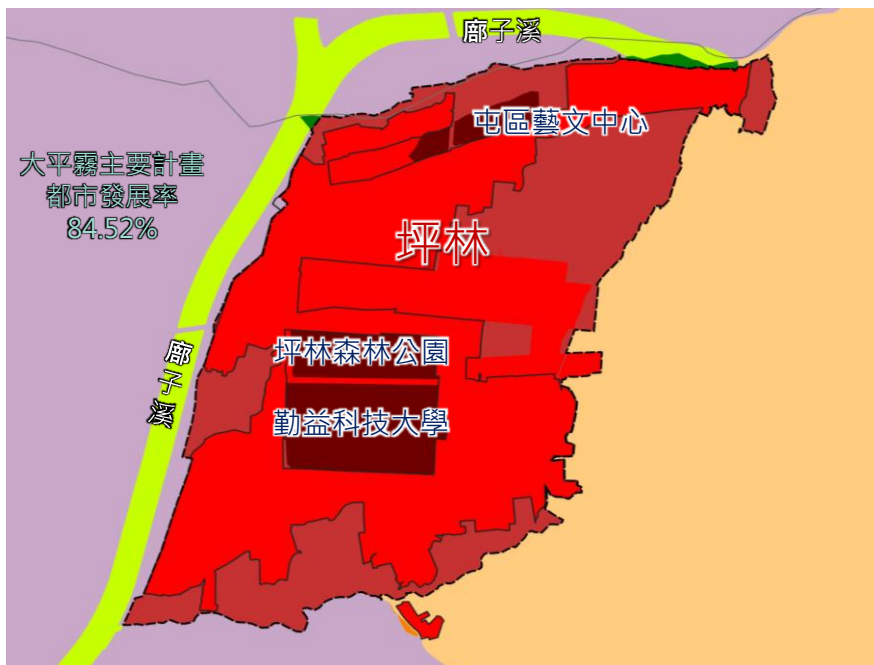 廍子溪
屯區藝文中心
大平霧主要計畫
都市發展率
84.52%
坪林
坪林森林公園
廍子溪
勤益科技大學